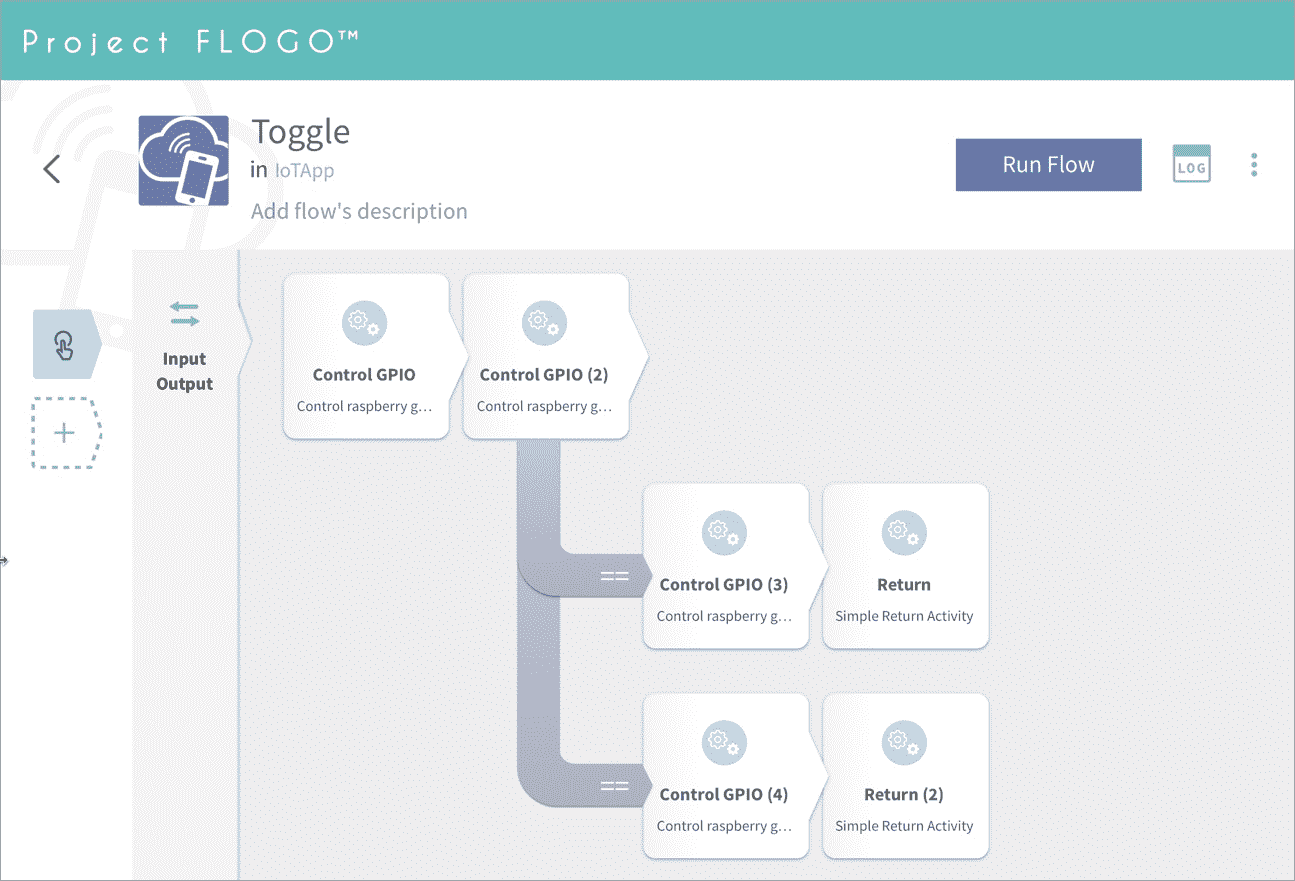 Project FLOGO™
Toggle
in IoTApp
Add flow's description
Run Flow
LOG
Input
Output
Control GPIO
Control raspberry g...
Control GPIO (2)
Control raspberry g...
==
Control GPIO (3)
Control raspberry g...
Return
Simple Return Activity
==
Control GPIO (4)
Control raspberry g...
Return (2)
Simple Return Activity